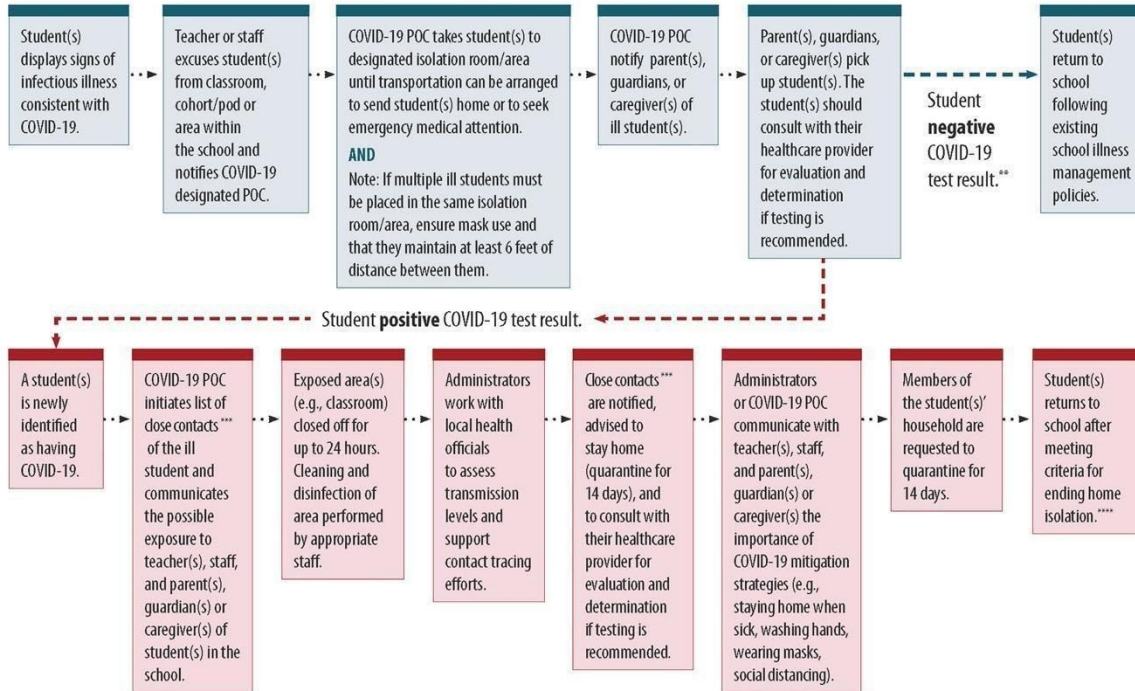 Student(s)
displays signs of
infectious illness
consistent with
COVID-19.
Teacher or staff
excuses student(s)
from classroom,
cohort/pod or
area within
the school and
notifies COVID-19
designated POC.
COVID-19 POC takes student(s) to
designated isolation room/area
until transportation can be arranged
to send student(s) home or to seek
emergency medical attention.
AND
Note: If multiple ill students must
be placed in the same isolation
room/area, ensure mask use and
that they maintain at least 6 feet of
distance between them.
COVID-19 POC
notify parent(s),
guardians, or
caregiver(s) of
ill student(s).
Parent(s), guardians,
or caregiver(s) pick
up student(s). The
student(s) should
consult with their
healthcare provider
for evaluation and
determination
if testing is
recommended.
Student
negative
COVID-19
test result.**
Student(s)
return to
school
following
existing
school illness
management
policies.
Student positive COVID-19 test result.
A student(s)
is newly
identified
as having
COVID-19.
COVID-19 POC
initiates list of
close contacts***
of the ill
student and
communicates
the possible
exposure to
teacher(s), staff,
and parent(s),
guardian(s) or
caregiver(s) of
student(s) in the
school.
Exposed area(s)
(e.g., classroom)
closed off for
up to 24 hours.
Cleaning and
disinfection of
area performed
by appropriate
staff.
Administrators
work with
local health
officials
to assess
transmission
levels and
support
contact tracing
efforts.
Close contacts***
are notified,
advised to
stay home
(quarantine for
14 days), and
to consult with
their healthcare
provider for
evaluation and
determination
if testing is
recommended.
Administrators
or COVID-19 POC
communicate with
teacher(s), staff,
and parent(s),
guardian(s) or
caregiver(s) the
importance of
COVID-19 mitigation
strategies (e.g.,
staying home when
sick, washing hands,
wearing masks,
social distancing).
Members of
the student(s)'
household are
requested to
quarantine for
14 days.
Student(s)
returns to
school after
meeting
criteria for
ending home
isolation.****